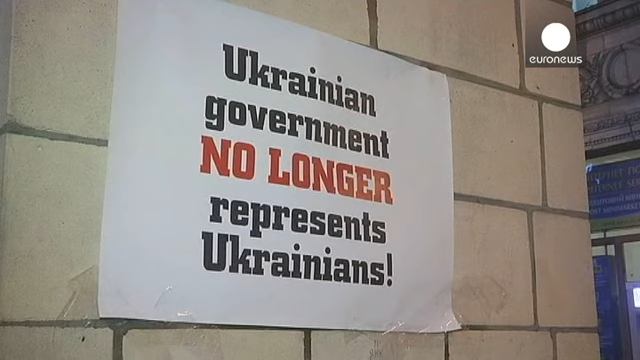 euronews
Ukrainian
government
NO LONGER
represents
Ukrainians!